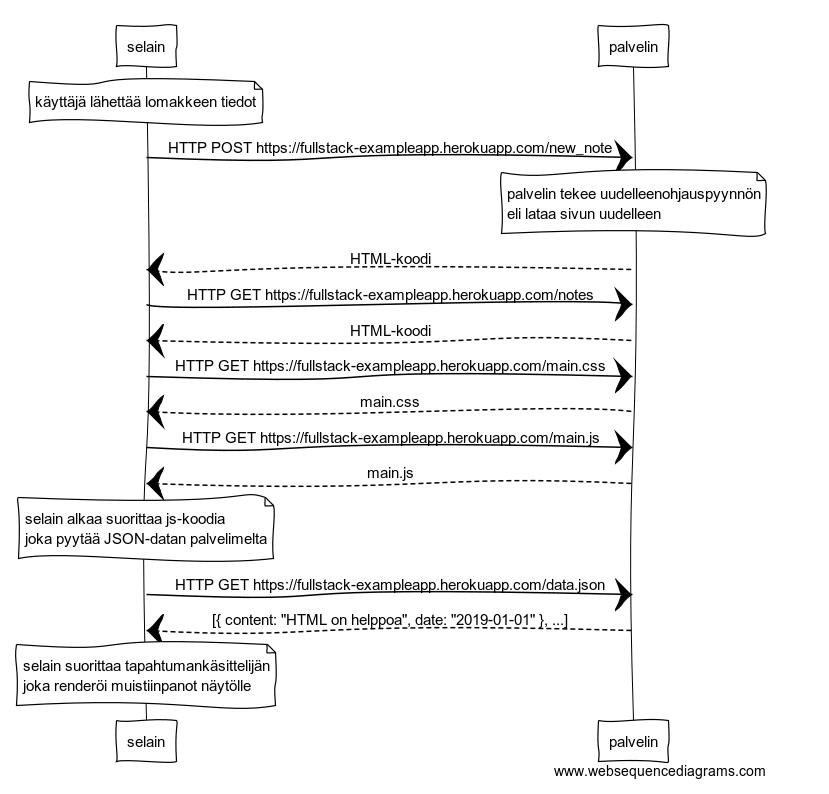 selain
palvelin
käyttäjä lähettää lomakkeen tiedot
HTTP POST https://fullstack-exampleapp.herokuapp.com/new_note
palvelin tekee uudelleenohjauspyynnön
eli lataa sivun uudelleen
HTML-koodi
HTTP GET https://fullstack-exampleapp.herokuapp.com/notes
HTML-koodi
HTTP GET https://fullstack-exampleapp.herokuapp.com/main.css
main.css
HTTP GET https://fullstack-exampleapp.herokuapp.com/main.js
main.js
selain alkaa suorittaa js-koodia
joka pyytää JSON-datan palvelimelta
HTTP GET https://fullstack-exampleapp.herokuapp.com/data.json
[{ content: "HTML on helppoa", date: "2019-01-01" }, ...]
selain suorittaa tapahtumankäsittelijän
joka renderöi muistiinpanot näytölle
selain
palvelin
www.websequencediagrams.com